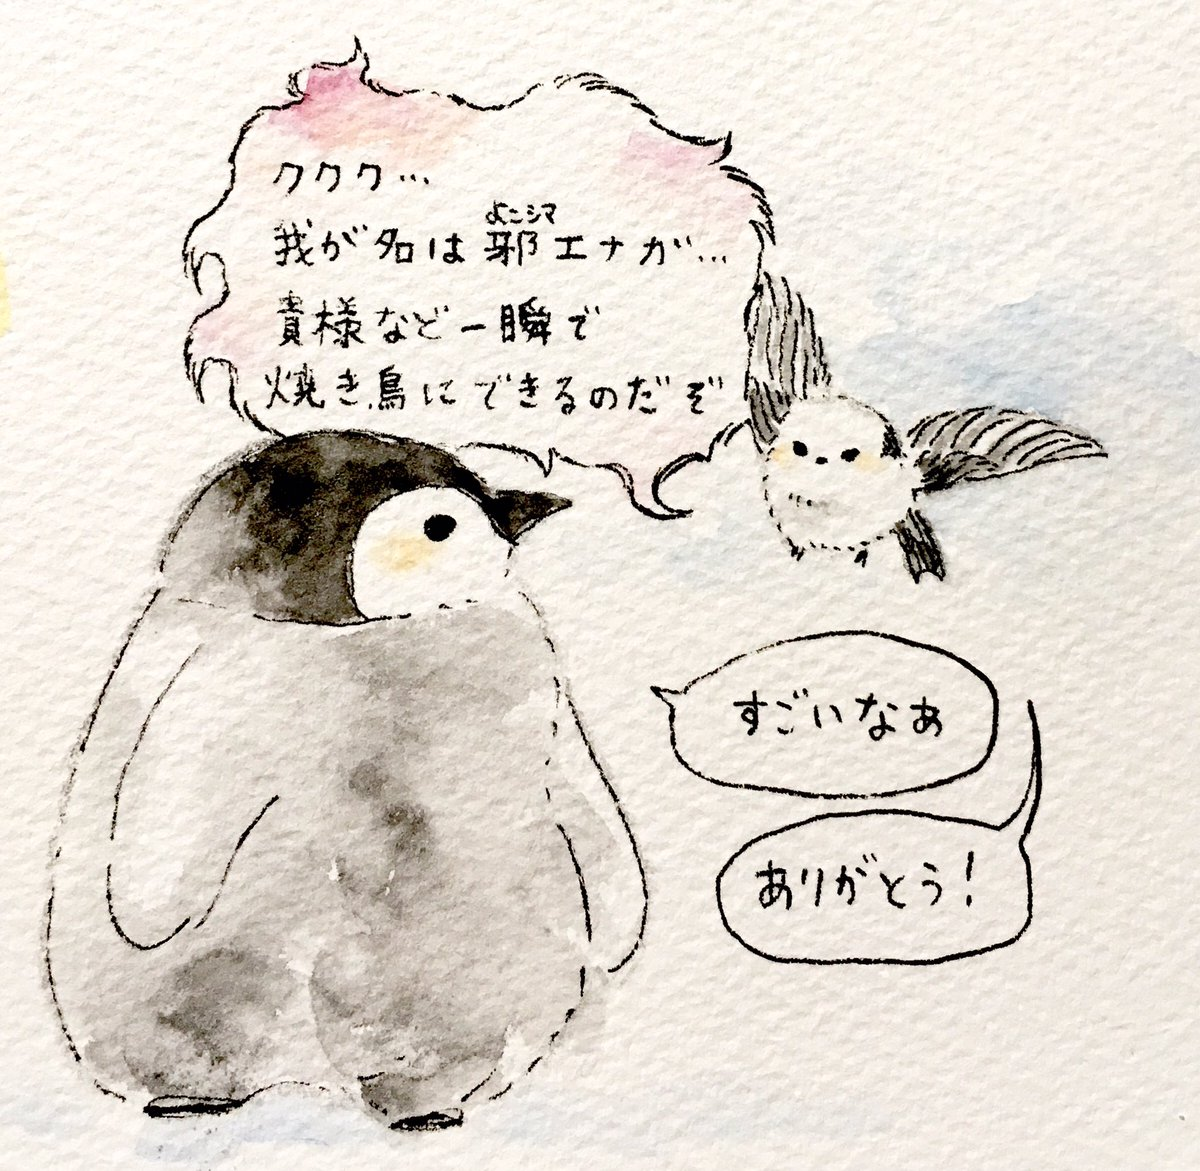 ククク…
我が名は邪エナガ…
よこシマ
貴様など一瞬で
焼き鳥にできるのだぞ
すごいなあ
ありがとう!